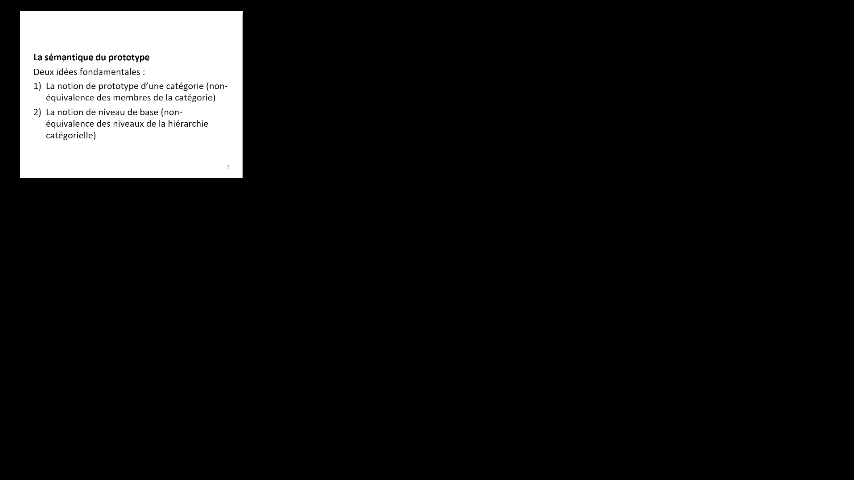 La sémantique du prototype
Deux idées fondamentales :
1) La notion de prototype d'une catégorie (non-
équivalence des membres de la catégorie)
2) La notion de niveau de base (non-
équivalence des niveaux de la hiérarchie
catégorielle)